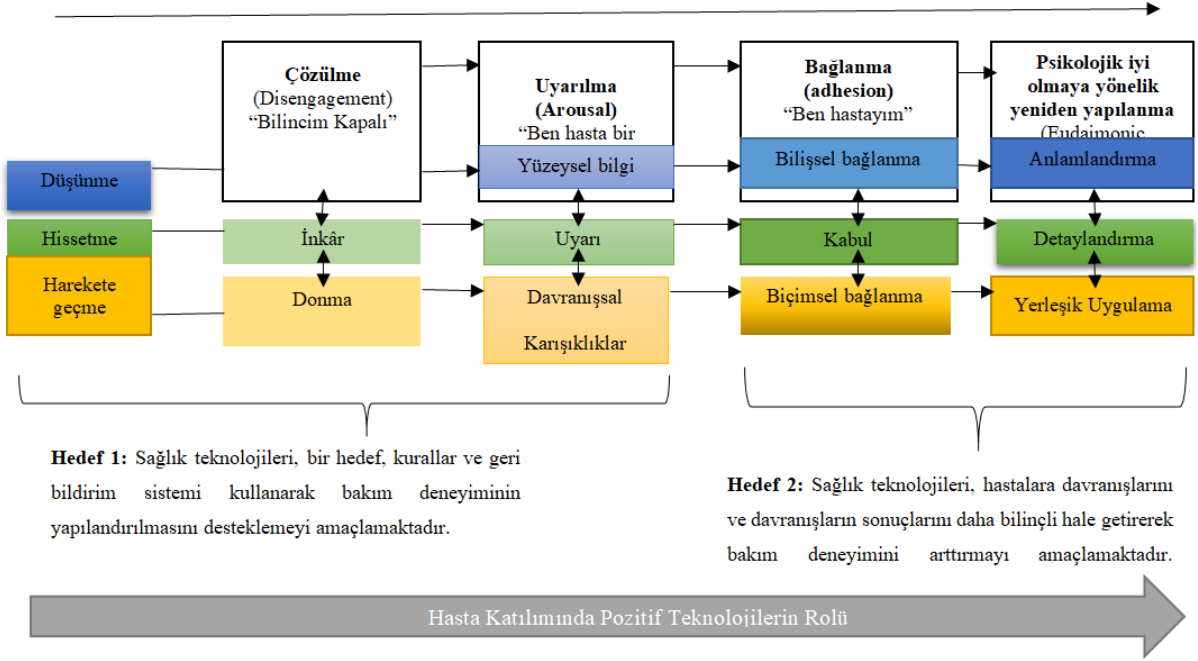 Çözülme
(Disengagement)
“Bilincim Kapalı”
Uyarılma
(Arousal)
“Ben hasta bir
Bağlanma
(adhesion)
“Ben hastayım”
Psikolojik iyi
olmaya yönelik
yeniden yapılanma
(Eudaimonic
Düşünme
Yüzeysel bilgi
Bilişsel bağlanma
Anlamlandırma
Hissetme
İnkâr
Uyarı
Kabul
Detaylandırma
Harekete
geçme
Donma
Davranışsal
Karışıklıklar
Biçimsel bağlanma
Yerleşik Uygulama
Hedef 1: Sağlık teknolojileri, bir hedef, kurallar ve geri
bildirim sistemi kullanarak bakım deneyiminin
yapılandırılmasını desteklemeyi amaçlamaktadır.
Hedef 2: Sağlık teknolojileri, hastalara davranışlarını
ve davranışların sonuçlarını daha bilinçli hale getirerek
bakım deneyimini arttırmayı amaçlamaktadır.
Hasta Katılımında Pozitif Teknolojilerin Rolü